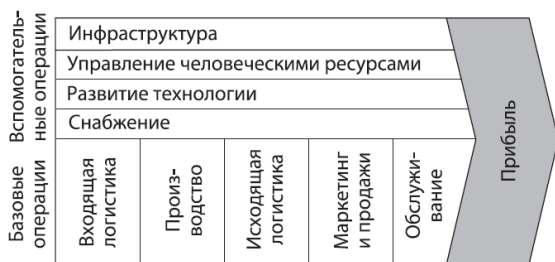 Вспомогатель-
ные операции
Инфраструктура
Управление человеческими ресурсами
Развитие технологии
Снабжение
Базовые
операции
Входящая
логистика
Произ-
водство
Исходящая
логистика
Маркетинг
и продажи
Обслужи-
вание
Прибыль